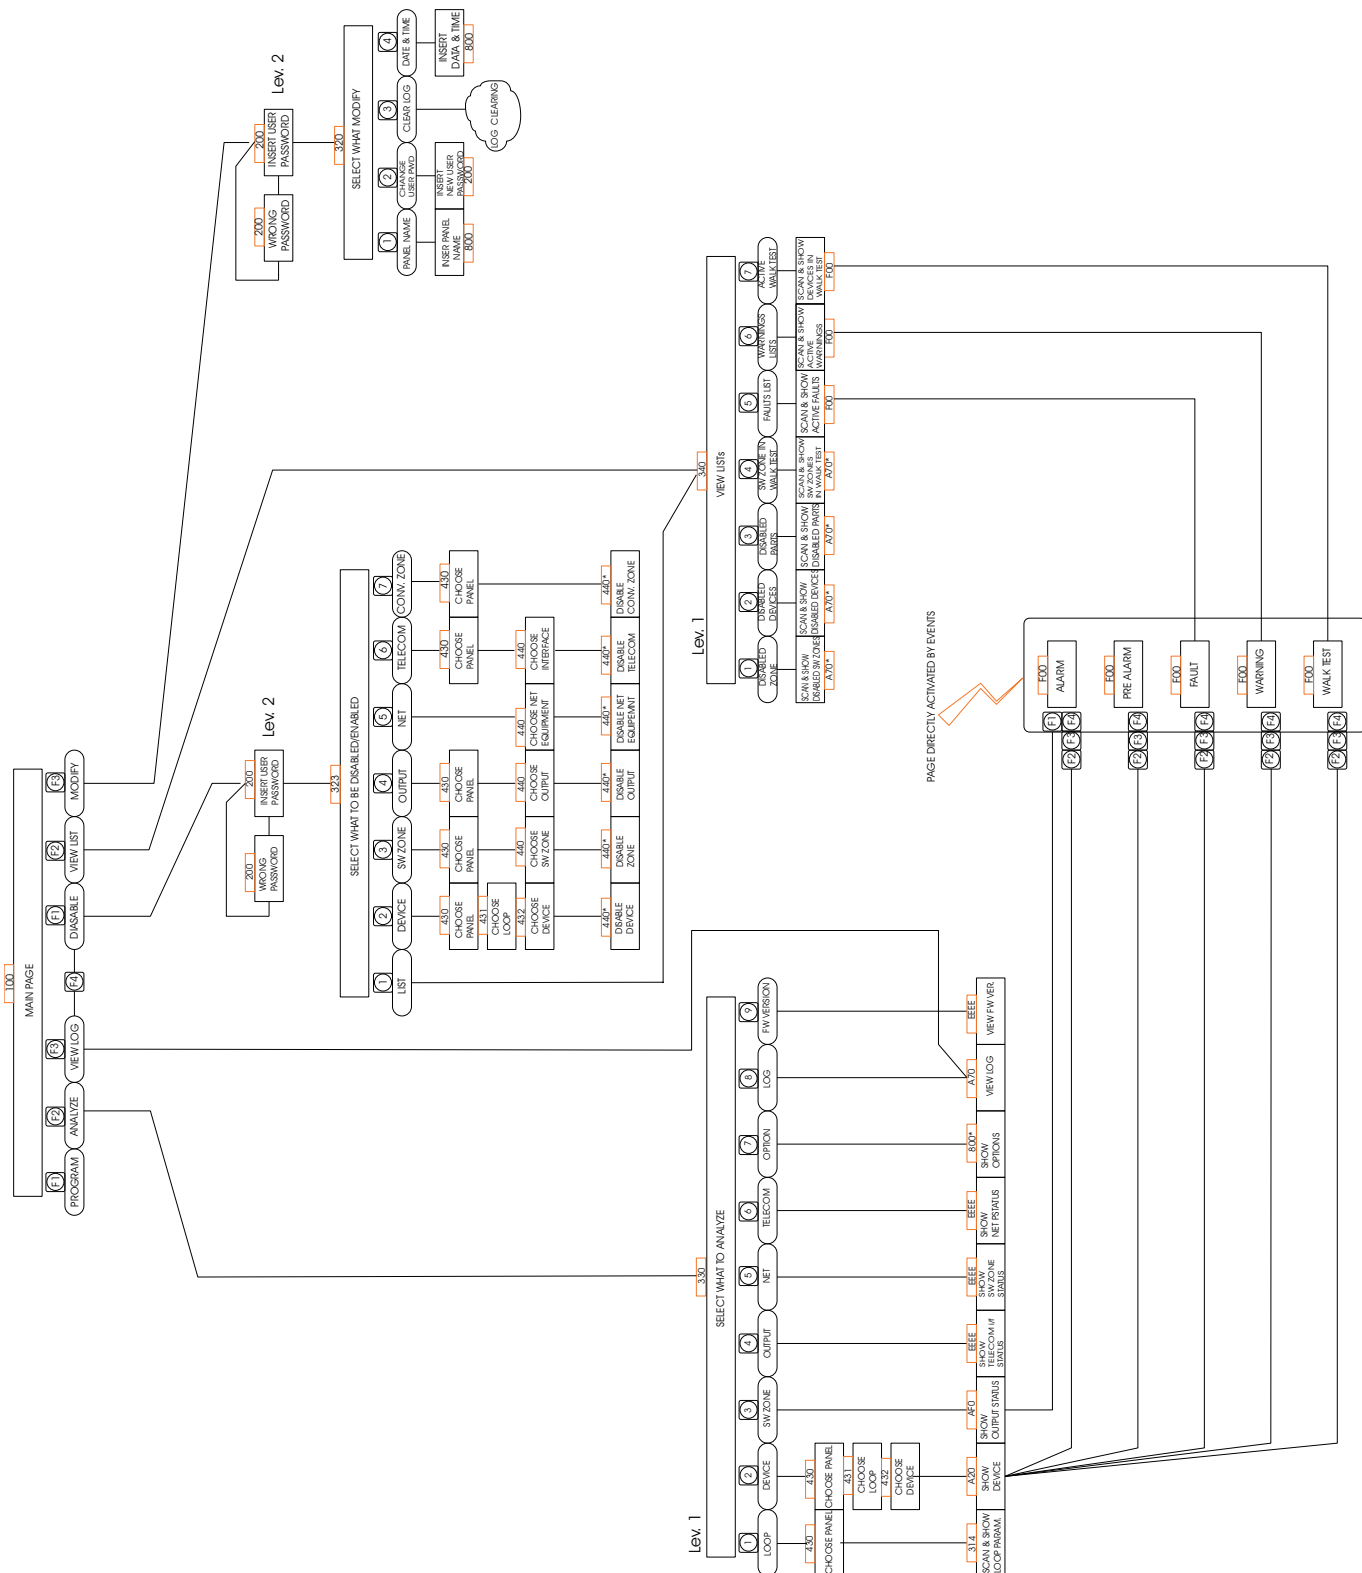 100
MAIN PAGE
F1
PROGRAM
F2
ANALYZE
F3
VIEW LOG
F4
F1
DIASABLE
F2
VIEW LIST
F3
MODIFY
Lev. 2
200
WRONG
PASSWORD
200
INSERT USER
PASSWORD
320
SELECT WHAT MODIFY
1
PANEL NAME
2
CHANGE
USER PWD
3
CLEAR LOG
4
DATE & TIME
INSER PANEL
NAME
800
INSERT
NEW USER
PASSWORD
200
LOG CLEARING
INSERT
DATA & TIME
800
Lev. 2
200
WRONG
PASSWORD
200
INSERT USER
PASSWORD
323
SELECT WHAT TO BE DISABLED/ENABLED
1
LIST
2
DEVICE
3
SW ZONE
4
OUTPUT
5
NET
6
TELECOM
7
CONV. ZONE
430
CHOOSE
PANEL
431
CHOOSE
LOOP
432
CHOOSE
DEVICE
440*
DISABLE
DEVICE
430
CHOOSE
PANEL
440
CHOOSE
SW ZONE
440*
DISABLE
ZONE
430
CHOOSE
PANEL
440
CHOOSE
OUTPUT
440*
DISABLE
OUTPUT
440
CHOOSE NET
EQUIPMENT
440*
DISABLE NET
EQUIPEMNT
430
CHOOSE
PANEL
440
CHOOSE
INTERFACE
440*
DISABLE
TELECOM
430
CHOOSE
PANEL
440*
DISABLE
CONV. ZONE
Lev. 1
340
VIEW LISTs
1
DISABLED
ZONE
2
DISABLED
DEVICES
3
DISABLED
PARTS
4
SW ZONE IN
WALK TEST
5
FAULTS LIST
6
WARNINGS
LISTS
7
ACTIVE
WALK TEST
SCAN & SHOW
DISABLED SW ZONES
A70*
SCAN & SHOW
DISABLED DEVICES
A70*
SCAN & SHOW
DISABLED PARTS
A70*
SCAN & SHOW
SW ZONES
IN WALK TEST
A70*
SCAN & SHOW
ACTIVE FAULTS
F00
SCAN & SHOW
ACTIVE
WARNINGS
F00
SCAN & SHOW
DEVICES IN
WALK TEST
F00
Lev. 1
330
SELECT WHAT TO ANALYZE
1
LOOP
2
DEVICE
3
SW ZONE
4
OUTPUT
5
NET
6
TELECOM
7
OPTION
8
LOG
9
FW VERSION
430
CHOOSE PANEL
430
CHOOSE PANEL
431
CHOOSE
LOOP
432
CHOOSE
DEVICE
314
SCAN & SHOW
LOOP PARAM.
A20
SHOW
DEVICE
AF0
SHOW
OUTPUT STATUS
EEEE
SHOW
TELECOM I/f
STATUS
EEEE
SHOW
SW ZONE
STATUS
EEEE
SHOW
NET PSTATUS
800*
SHOW
OPTIONS
A70
VIEW LOG
EEEE
VIEW FW VER.
PAGE DIRECTLY ACTIVATED BY EVENTS
F00
ALARM
F1
F2 F3 F4
F00
PRE ALARM
F2 F3 F4
F00
FAULT
F2 F3 F4
F00
WARNING
F2 F3 F4
F00
WALK TEST
F2 F3 F4